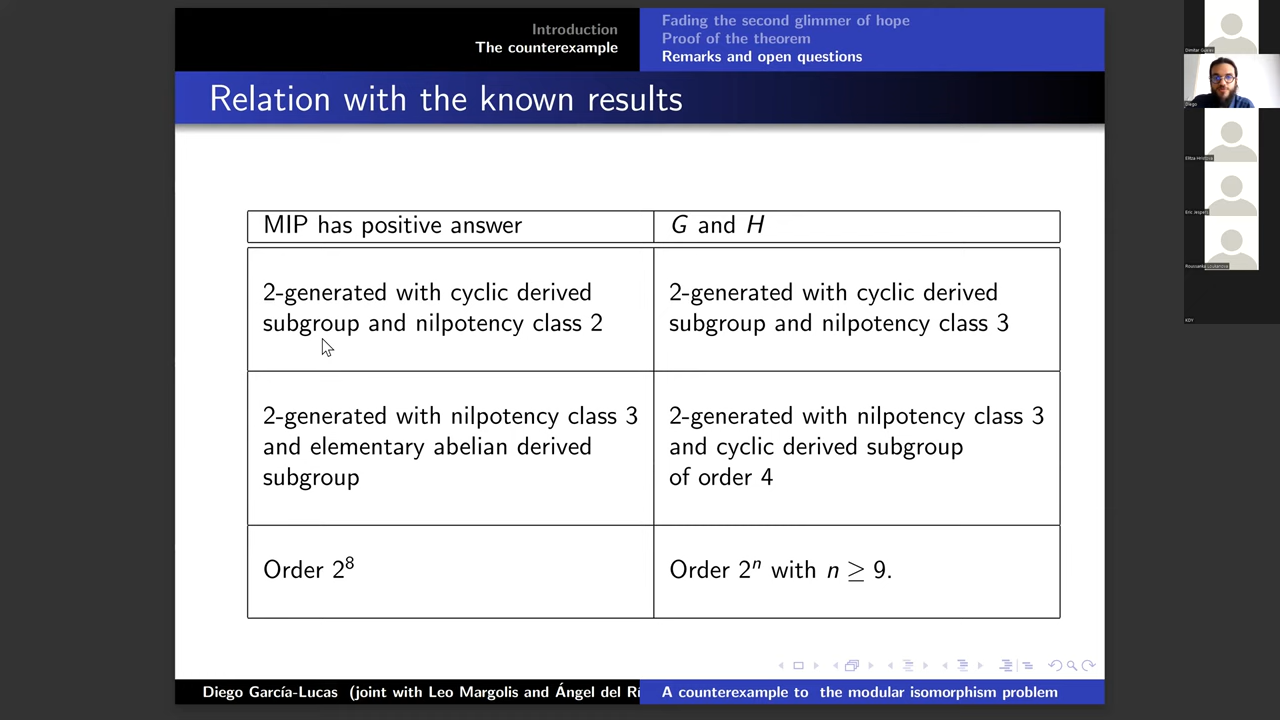 Introduction
The counterexample
Fading the second glimmer of hope
Proof of the theorem
Remarks and open questions
Relation with the known results
MIP has positive answer
G and H
2-generated with cyclic derived
subgroup and nilpotency class 2
2-generated with cyclic derived
subgroup and nilpotency class 3
2-generated with nilpotency class 3
and elementary abelian derived
subgroup
2-generated with nilpotency class 3
and cyclic derived subgroup
of order 4
Order 2⁸
Order 2ⁿ with n ≥ 9.
Diego García-Lucas (joint with Leo Margolis and Ángel del Rí
A counterexample to the modular isomorphism problem
Diego
KDY